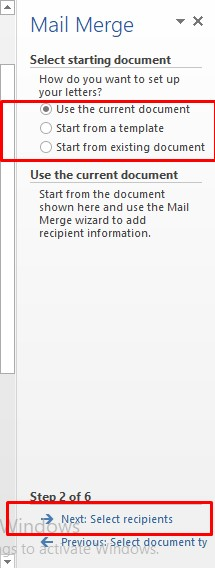 Mail Merge
Select starting document
How do you want to set up
your letters?
Use the current document
Start from a template
Start from existing document
Use the current document
Start from the document
shown here and use the Mail
Merge wizard to add
recipient information.
Step 2 of 6
Windows
Next: Select recipients
Previous: Select document ty
gs to activate Windows.